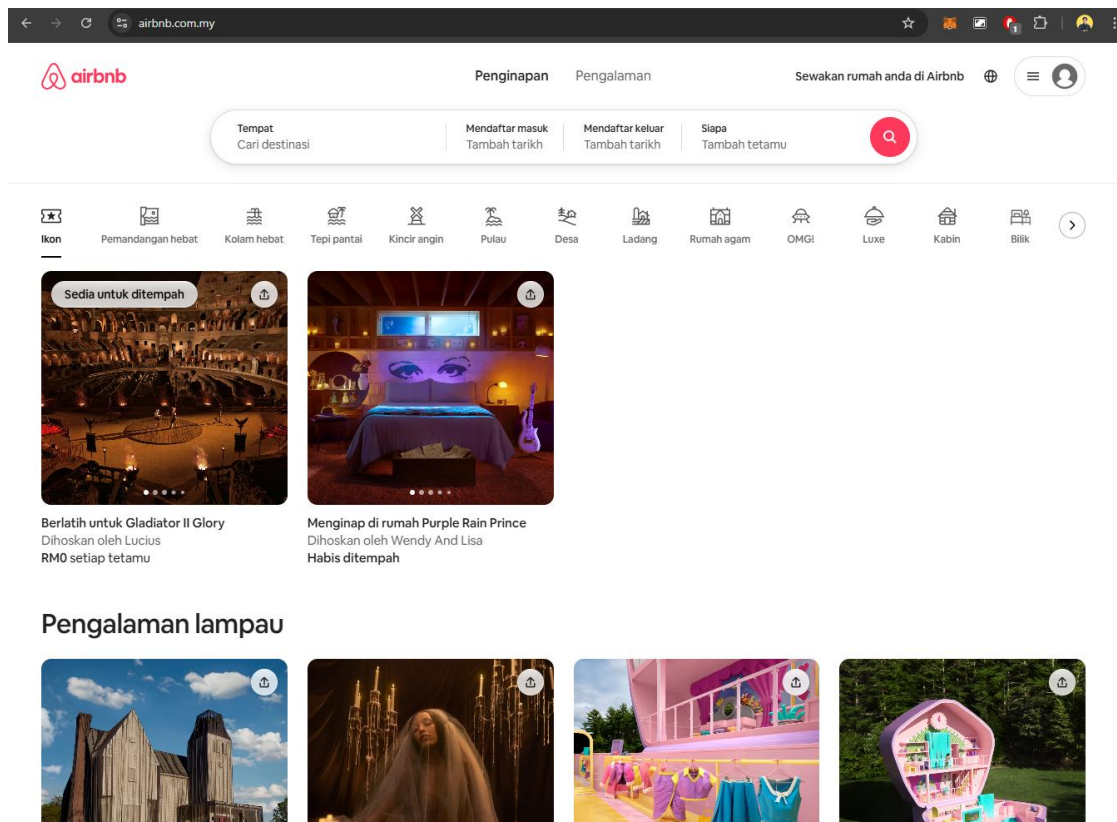 airbnb.com.my
1
airbnb
Penginapan Pengalaman
Sewakan rumah anda di Airbnb
Tempat
Cari destinasi
Mendaftar masuk
Tambah tarikh
Mendaftar keluar
Tambah tarikh
Siapa
Tambah tetamu
Ikon
Pemandangan hebat
Kolam hebat
Tepi pantai
Kincir angin
Pulau
Desa
Ladang
Rumah agam
OMG!
Luxe
Kabin
Bilik
Sedia untuk ditempah
Berlatih untuk Gladiator II Glory
Dihoskan oleh Lucius
RM0 setiap tetamu
Menginap di rumah Purple Rain Prince
Dihoskan oleh Wendy And Lisa
Habis ditempah
Pengalaman lampau